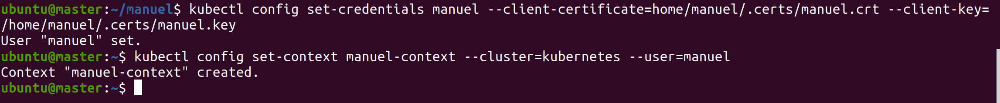 ubuntu@master:~/manuel$ kubectl config set-credentials manuel --client-certificate=home/manuel/.certs/manuel.crt --client-key=
/home/manuel/.certs/manuel.key
User "manuel" set.
ubuntu@master:~$ kubectl config set-context manuel-context --cluster=kubernetes --user=manuel
Context "manuel-context" created.
ubuntu@master:~$